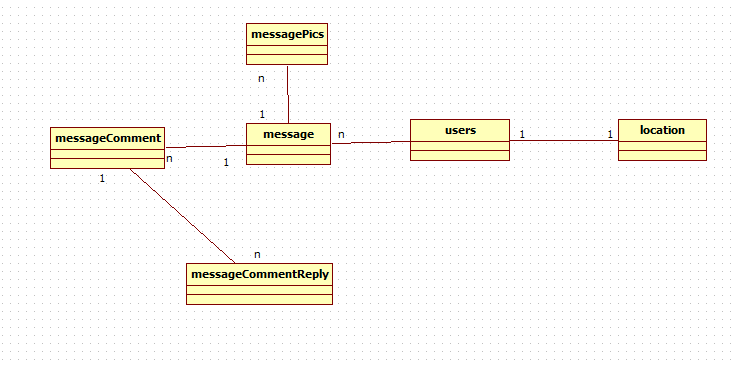 messagePics
n
1
messageComment
n
1
message
n
users
1
1
location
1
n
messageCommentReply